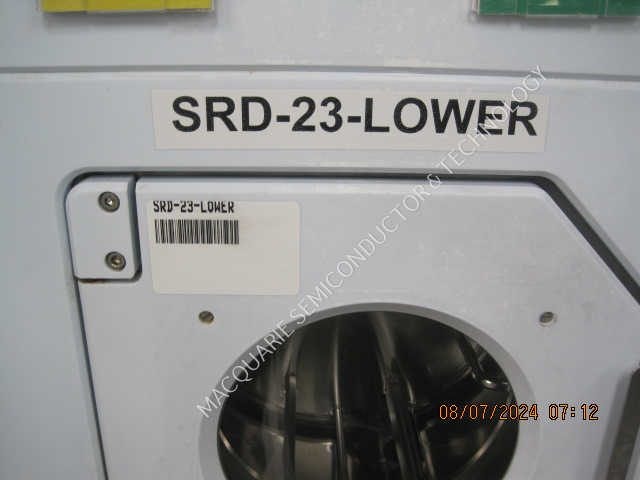 SRD-23-LOWER
SRD-23-LOWER
MACQUARIE SEMICONDUCTOR & TECHNOLOGY
08/07/2024 07:12